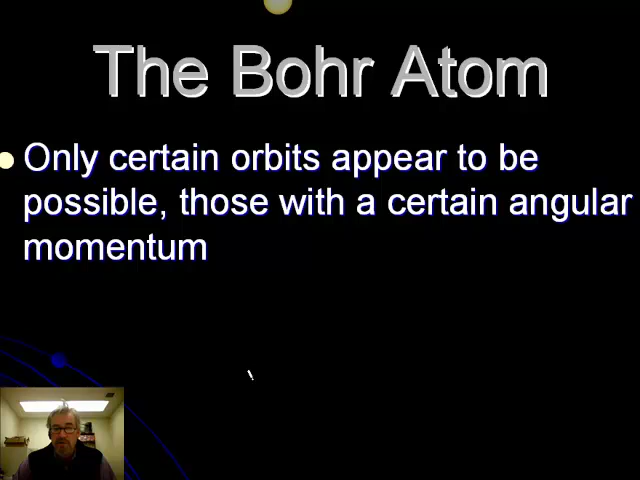 The Bohr Atom
Only certain orbits appear to be
possible, those with a certain angular
momentum